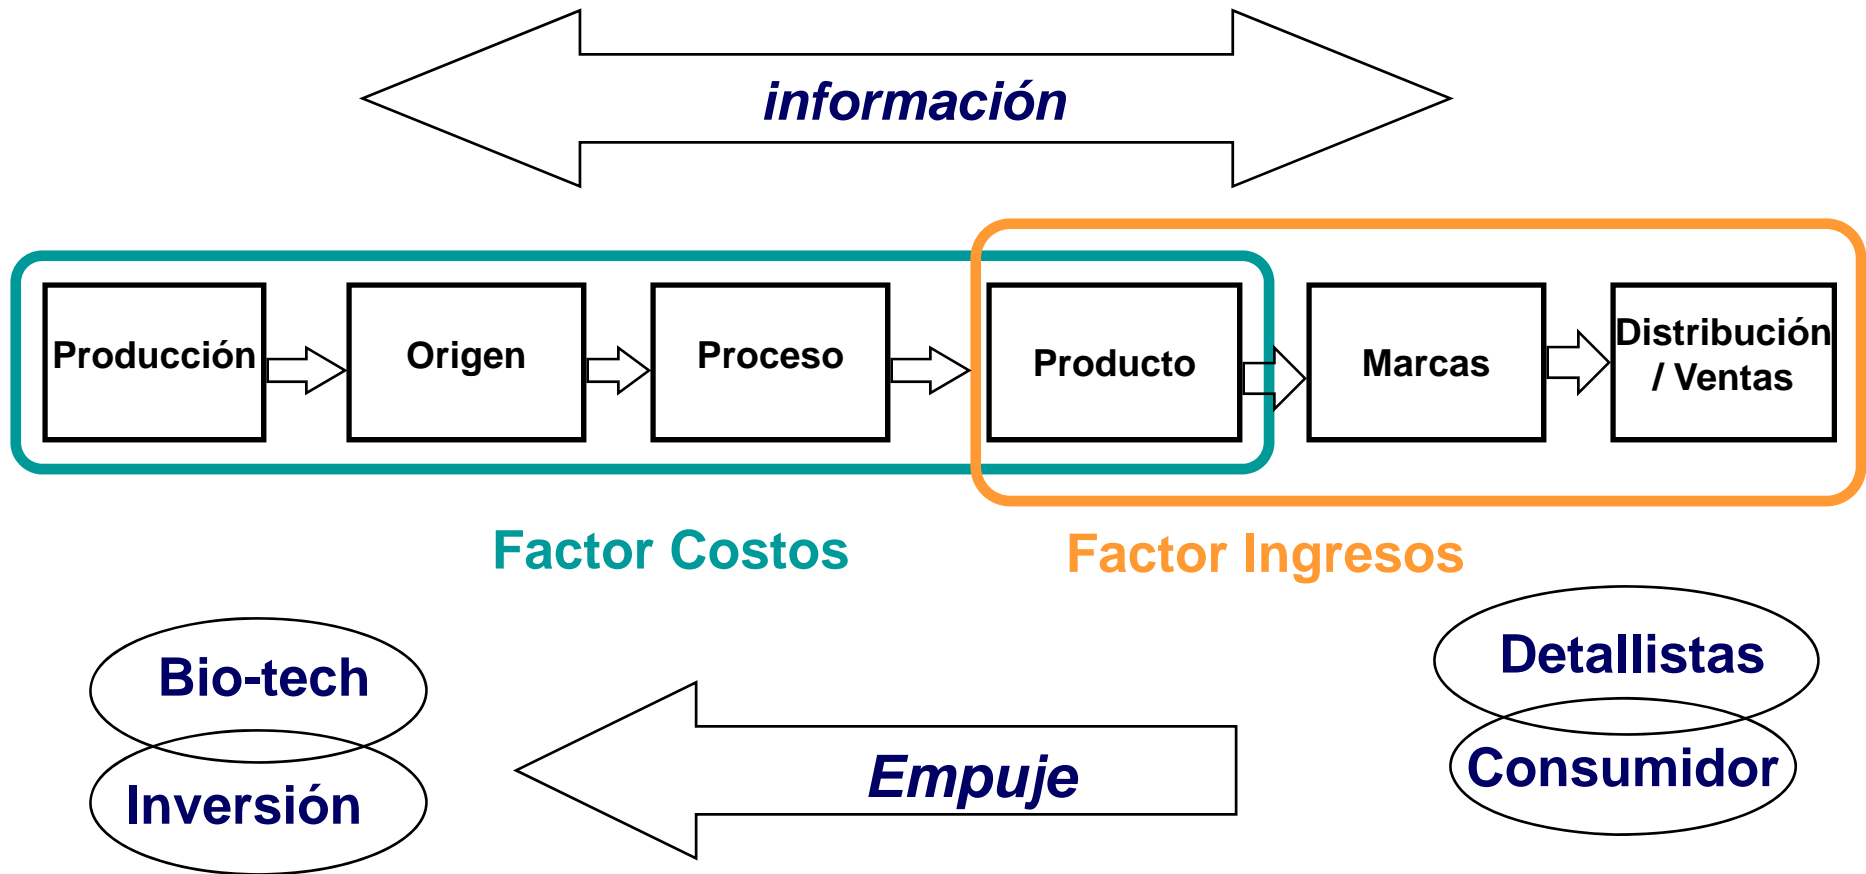 información
Producción
Origen
Proceso
Producto
Marcas
Distribución
/ Ventas
Factor Costos
Factor Ingresos
Bio-tech
Inversión
Empuje
Detallistas
Consumidor